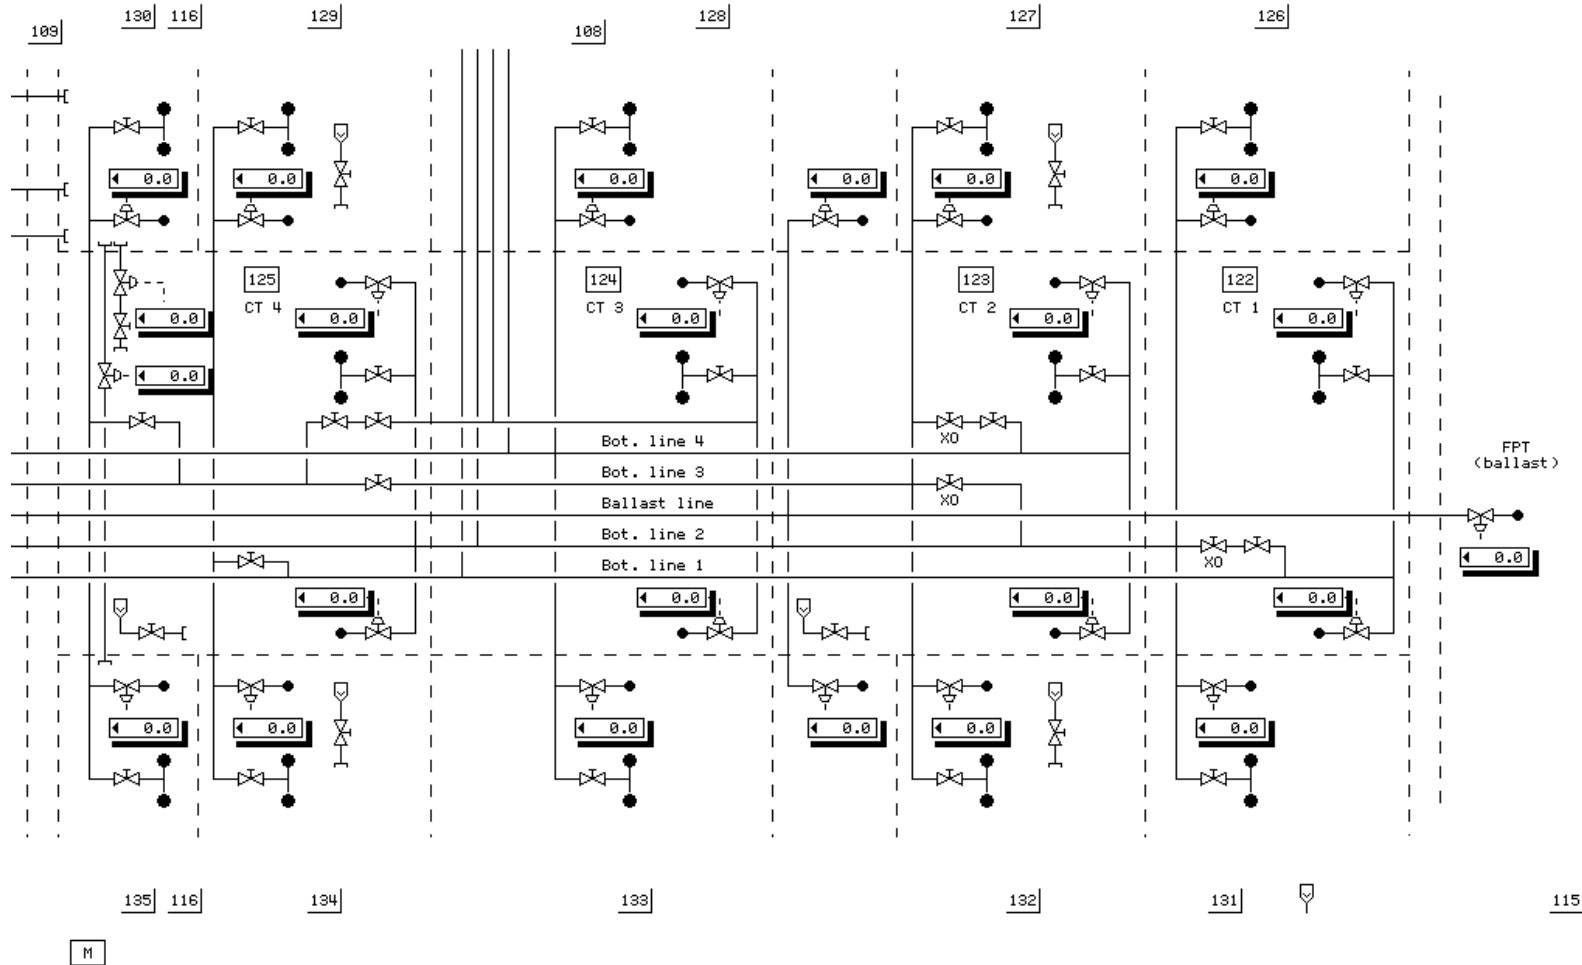 130 116 129 128 127 126
109 108
0.0 0.0 0.0 0.0 0.0 0.0
125 124 123 122
CT 4 CT 3 CT 2 CT 1
0.0 0.0 0.0 0.0 0.0
0.0
Bot. line 4
XO
FPT
(ballast)
Bot. line 3
XO
Ballast line
Bot. line 2
0.0
XO
Bot. line 1
0.0 0.0 0.0 0.0
0.0 0.0 0.0 0.0 0.0 0.0
135 116 134 133 132 131 115
M